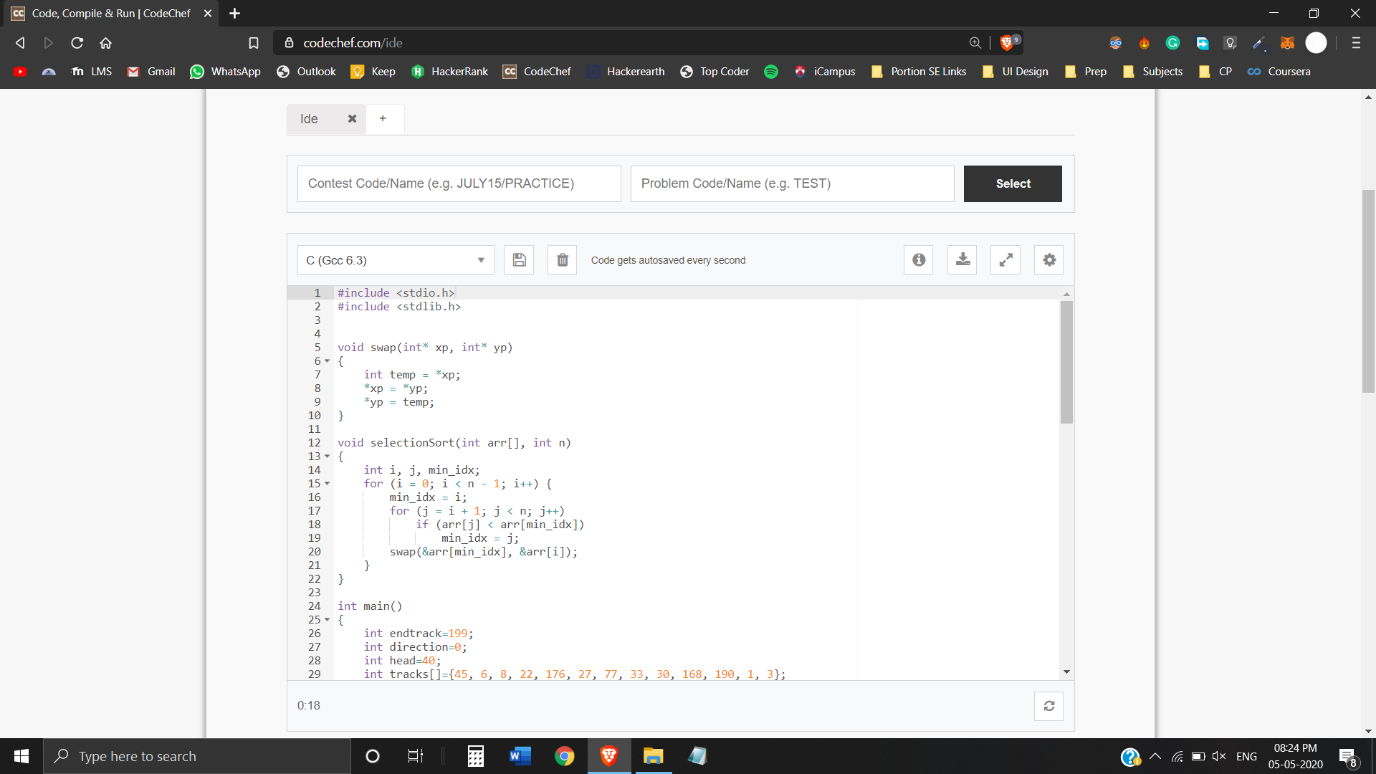 Code, Compile & Run | CodeChef
codechef.com/ide
LMS Gmail WhatsApp Outlook Keep HackerRank CodeChef Hackerearth Top Coder iCampus Portion SE Links UI Design Prep Subjects CP Coursera
Ide
+
Contest Code/Name (e.g. JULY15/PRACTICE) Problem Code/Name (e.g. TEST) Select
C (Gcc 6.3) Code gets autosaved every second
1 #include <stdio.h>
2 #include <stdlib.h>
3
4
5 void swap(int* xp, int* yp)
6 {
7 int temp = *xp;
8 *xp = *yp;
9 *yp = temp;
10 }
11
12 void selectionSort(int arr[], int n)
13 {
14 int i, j, min_idx;
15 for (i = 0; i < n - 1; i++) {
16 min_idx = i;
17 for (j = i + 1; j < n; j++)
18 if (arr[j] < arr[min_idx])
19 min_idx = j;
20 swap(&arr[min_idx], &arr[i]);
21 }
22 }
23
24 int main()
25 {
26 int endtrack=199;
27 int direction=0;
28 int head=40;
29 int tracks[]={45, 6, 8, 22, 176, 27, 77, 33, 30, 168, 190, 1, 3};
0:18
Type here to search
ENG
08:24 PM
05-05-2020
8